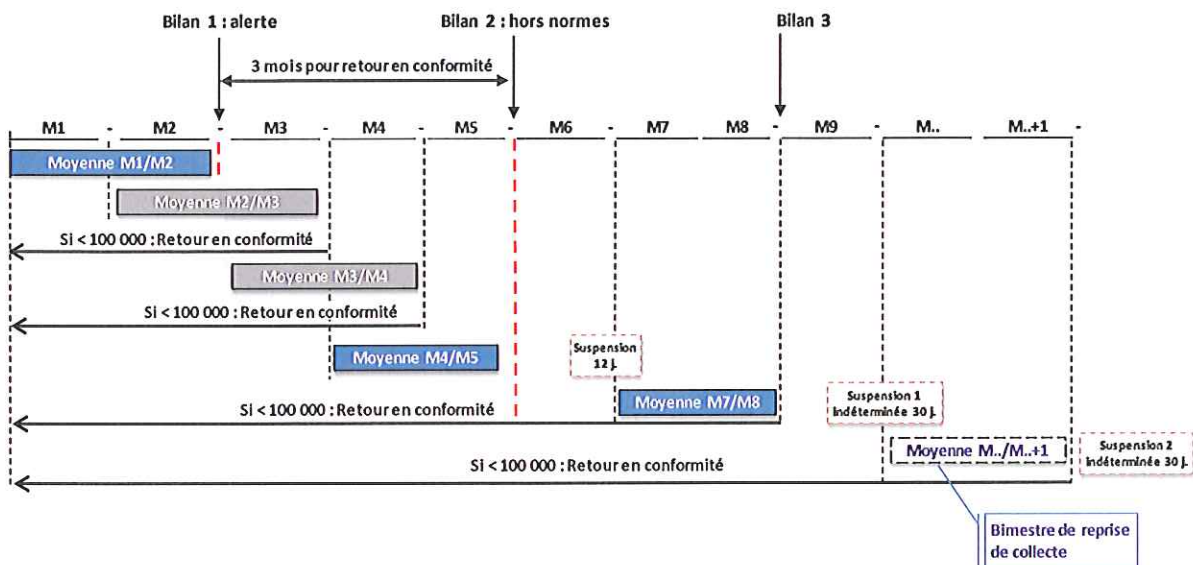 Bilan 1 : alerte
Bilan 2 : hors normes
Bilan 3
3 mois pour retour en conformité
M1 - M2 - M3 M4 - M5 - M6 - M7 M8 - M9 - M.. M..+1 -
Moyenne M1/M2
Moyenne M2/M3
Si < 100 000 : Retour en conformité
Moyenne M3/M4
Si < 100 000 : Retour en conformité
Moyenne M4/M5
Suspension
12 j.
Moyenne M7/M8
Si < 100 000 : Retour en conformité
Suspension 1
indéterminée 30 j.
Moyenne M../M..+1
Suspension 2
indéterminée 30 j.
Si < 100 000 : Retour en conformité
Bimestre de reprise
de collecte